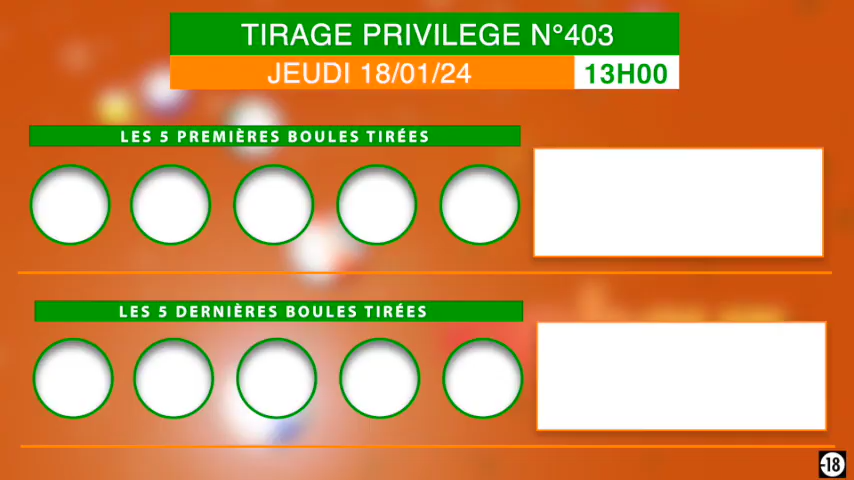 TIRAGE PRIVILEGE N°403
JEUDI 18/01/24 13H00
LES 5 PREMIÈRES BOULES TIRÉES
LES 5 DERNIÈRES BOULES TIRÉES
-18